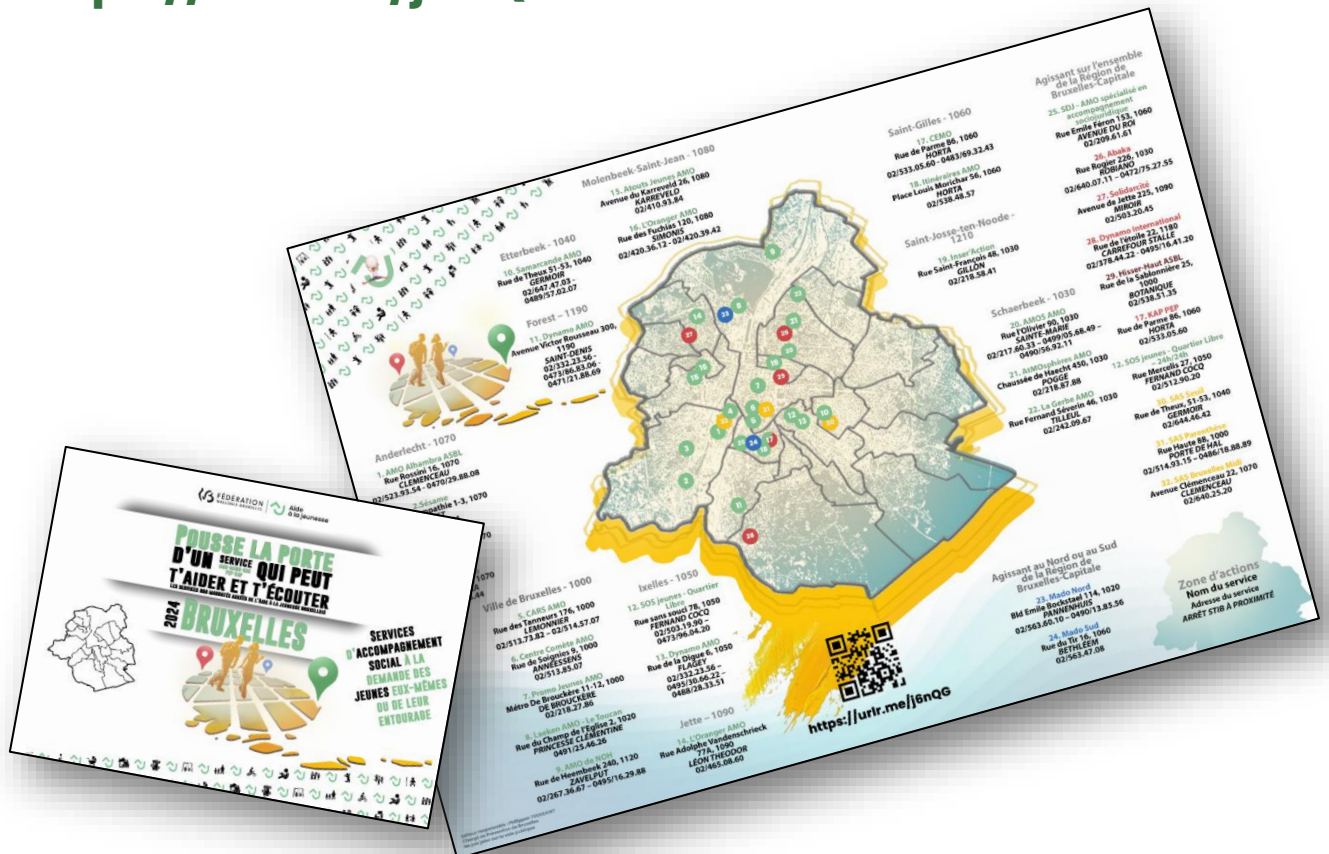 Molenbeek-Saint-Jean - 1080
15. Atouts Jeunes AMO
Avenue du Karreveld 26, 1080
KARREVELD
02/410.93.84
16. L'Oranger AMO
Rue des Fuchias 120, 1080
SIMONIS
02/420.36.12 - 02/420.39.42
Etterbeek - 1040
10. Samarcande AMO
Rue de Theux 51-53, 1040
GERMOIR
02/647.47.03 -
0489/57.02.07
Forest - 1190
11. Dynamo AMO
Avenue Victor Rousseau 300,
1190
SAINT-DENIS
02/332.23.56 -
0473/86.83.06 -
0471/21.88.69
Anderlecht - 1070
1. AMO Alhambra ASBL
Rue Rossini 16, 1070
CLEMENCEAU
02/523.93.54 - 0470/29.88.08
2. Sésame
1-3, 1070
Saint-Gilles - 1060
17. CEMO
Rue de Parme 86, 1060
HORTA
02/533.05.60 - 0483/69.32.43
18. Itinéraires AMO
Place Louis Morichar 56, 1060
HORTA
02/538.48.57
Saint-Josse-ten-Noode -
1210
19. Inser'Action
Rue Saint-François 48, 1030
GILLON
02/218.58.41
Schaerbeek - 1030
20. AMOS AMO
Rue l'Olivier 90, 1030
SAINTE-MARIE
02/217.60.33 - 0499/05.68.49 -
0490/56.92.11
21. AtMOsphères AMO
Chaussée de Haecht 450, 1030
POGGE
02/218.87.88
22. La Gerbe AMO
Rue Fernand Séverin 46, 1030
TILLEUL
02/242.09.67
Agissant sur l'ensemble
de la Région de
Bruxelles-Capitale
25. SDJ - AMO spécialisé en
accompagnement
sociojuridique
Rue Emile Féron 153, 1060
AVENUE DU ROI
02/209.61.61
26. Abaka
Rue Rogier 226, 1030
ROBIANO
02/640.07.11 - 0472/75.27.55
27. Solidarcité
Avenue de Jette 225, 1090
MIROIR
02/503.20.45
28. Dynamo International
Rue de l'étoile 22, 1180
CARREFOUR STALLE
02/378.44.22 - 0495/16.41.20
29. Hisser-Haut ASBL
Rue de la Sablonnière 25,
1000
BOTANIQUE
02/538.51.35
17. KAP PEP
Rue de Parme 86, 1060
HORTA
02/533.05.60
12. SOS jeunes - Quartier Libre
- 24h/24h
Rue Mercelis 27, 1050
FERNAND COCQ
02/512.90.20
30. SAS Seuil
Rue de Theux, 51-53, 1040
GERMOIR
02/644.46.42
31. SAS Parenthèse
Rue Haute 88, 1000
PORTE DE HAL
02/514.93.15 - 0486/18.88.89
32. SAS Bruxelles Midi
Avenue Clémenceau 22, 1070
CLEMENCEAU
02/640.25.20
Ville de Bruxelles - 1000
5. CARS AMO
Rue des Tanneurs 176, 1000
LEMONNIER
02/513.73.82 - 02/514.57.07
6. Centre Comète AMO
Rue de Soignies 9, 1000
ANNEESSENS
02/513.85.07
7. Promo Jeunes AMO
Métro De Brouckère 11-12, 1000
DE BROUCKÈRE
02/218.27.86
8. Laeken AMO - Le Toucan
Rue du Champ de l'Eglise 2, 1020
PRINCESSE CLÉMENTINE
0491/25.46.26
9. AMO de NOH
Rue de Heembeek 240, 1120
ZAVELPUT
02/267.36.67 - 0495/16.29.88
Ixelles - 1050
12. SOS jeunes - Quartier
Libre
Rue sans souci 78, 1050
FERNAND COCQ
02/503.19.90 -
0473/96.04.20
13. Dynamo AMO
Rue de la Digue 6, 1050
FLAGEY
02/332.23.56 -
0495/30.66.22 -
0488/28.33.51
Jette - 1090
14. L'Oranger AMO
Rue Adolphe Vandenschrieck
77A, 1090
LÉON THEODOR
02/465.08.60
https://urlr.me/j6nQG
Agissant au Nord ou au Sud
de la Région de
Bruxelles-Capitale
23. Mado Nord
Bld Emile Bockstael 114, 1020
PANNENHUIS
02/563.60.10 - 0490/13.85.56
24. Mado Sud
Rue du Tir 16, 1060
BETHLÉEM
02/563.47.08
Zone d'actions
Nom du service
Adresse du service
ARRÊT STIB À PROXIMITÉ
FÉDÉRATION
WALLONIE-BRUXELLES
Aide
à la jeunesse
POUSSE LA PORTE
D'UN SERVICE QUI PEUT
T'AIDER ET T'ÉCOUTER
2024
BRUXELLES
SERVICES
D'ACCOMPAGNEMENT
SOCIAL À LA
DEMANDE DES
JEUNES EUX-MÊMES
OU DE LEUR
ENTOURAGE